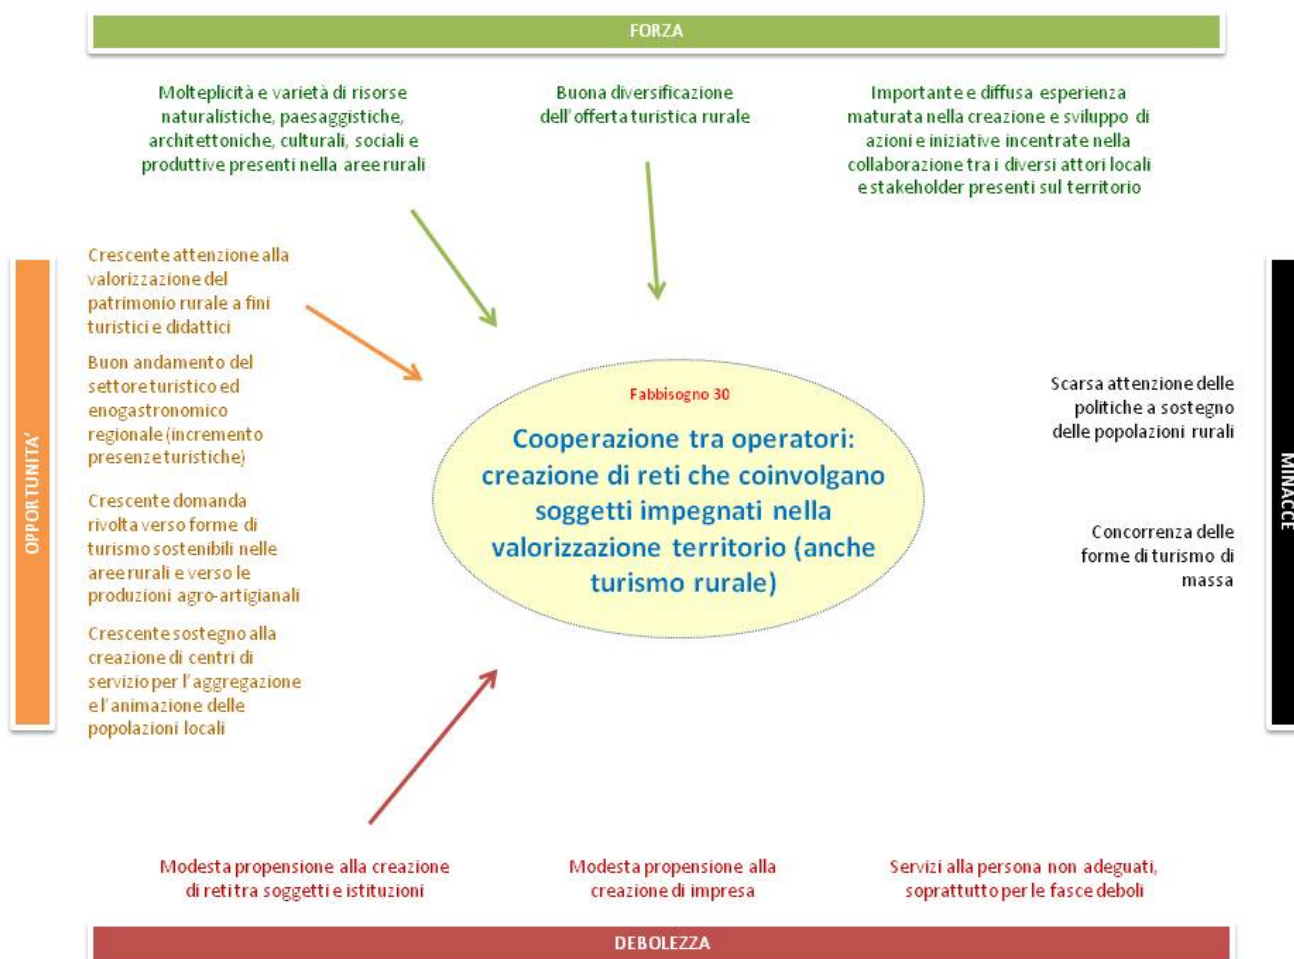 FORZA
Molteplicità e varietà di risorse
naturalistiche, paesaggistiche,
architettoniche, culturali, sociali e
produttive presenti nella aree rurali
Buona diversificazione
dell'offerta turistica rurale
Importante e diffusa esperienza
maturata nella creazione e sviluppo di
azioni e iniziative incentrate nella
collaborazione tra i diversi attori locali
e stakeholder presenti sul territorio
OPPORTUNITA'
Crescente attenzione alla
valorizzazione del
patrimonio rurale a fini
turistici e didattici
Buon andamento del
settore turistico ed
enogastronomico
regionale (incremento
presenze turistiche)
Crescente domanda
rivolta verso forme di
turismo sostenibili nelle
aree rurali e verso le
produzioni agro-artigianali
Crescente sostegno alla
creazione di centri di
servizio per l'aggregazione
e l'animazione delle
popolazioni locali
Fabbisogno 30
Cooperazione tra operatori:
creazione di reti che coinvolgano
soggetti impegnati nella
valorizzazione territorio (anche
turismo rurale)
Scarsa attenzione delle
politiche a sostegno
delle popolazioni rurali
Concorrenza delle
forme di turismo di
massa
MINACCE
Modesta propensione alla creazione
di reti tra soggetti e istituzioni
Modesta propensione alla
creazione di impresa
Servizi alla persona non adeguati,
soprattutto per le fasce deboli
DEBOLEZZA